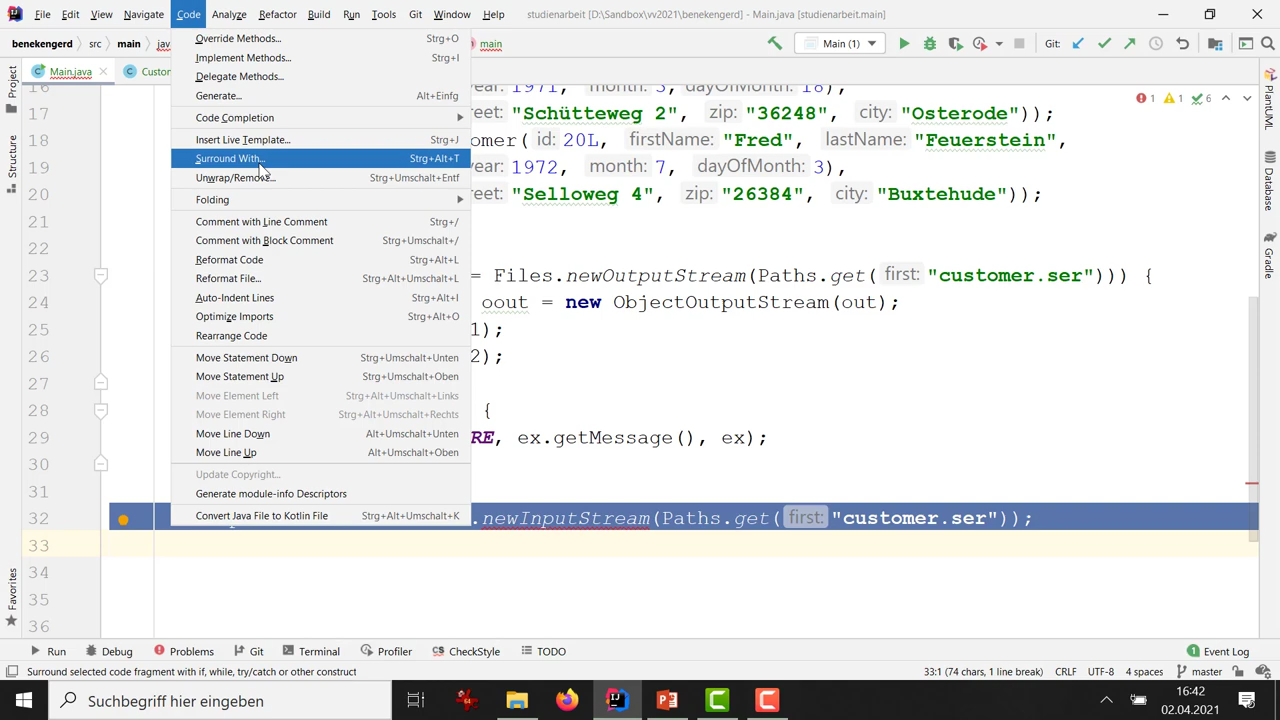 File Edit View Navigate Code Analyze Refactor Build Run Tools Git Window Help studienarbeit [D:\Sandbox\vv2021\benekengerd] - Main.java
benekengerd src main main Main (1) Git:
Main.java
Override Methods... Strg+O
Implement Methods... Strg+I
Delegate Methods...
Generate... Alt+Einfg
Code Completion
Insert Live Template... Strg+J
Surround With... Strg+Alt+T
Unwrap/Remove... Strg+Umschalt+Entf
Folding
Comment with Line Comment Strg+/
Comment with Block Comment Strg+Umschalt+/
Reformat Code Strg+Alt+L
Reformat File... Strg+Alt+Umschalt+L
Auto-Indent Lines Strg+Alt+I
Optimize Imports Strg+Alt+O
Rearrange Code
Move Statement Down Strg+Umschalt+Unten
Move Statement Up Strg+Umschalt+Oben
Move Element Left Strg+Alt+Umschalt+Links
Move Element Right Strg+Alt+Umschalt+Rechts
Move Line Down Alt+Umschalt+Unten
Move Line Up Alt+Umschalt+Oben
Update Copyright...
Generate module-info Descriptors
Convert Java File to Kotlin File Strg+Alt+Umschalt+K
16 1971, month: 3, dayOfMonth: 18)
17 "Schütteweg 2", zip: "36248", city: "Osterode"));
18 id: 20L, firstName: "Fred", lastName: "Feuerstein",
19 1972, month: 7, dayOfMonth: 3),
20 "Selloweg 4", zip: "26384", city: "Buxtehude"));
21
22
23 = Files.newOutputStream(Paths.get( first: "customer.ser"))) {
24 oout = new ObjectOutputStream(out);
25 1);
26 2);
27
28 {
29 RE, ex.getMessage(), ex);
30
31
32 .newInputStream(Paths.get( first: "customer.ser"));
33
34
35
36
1 1 6
Project
Structure
Favorites
PlantUML
Database
Gradle
Run Debug Problems Git Terminal Profiler CheckStyle TODO 1 Event Log
Surround selected code fragment with if, while, try/catch or other construct 33:1 (74 chars, 1 line break) CRLF UTF-8 4 spaces master
Suchbegriff hier eingeben
16:42
02.04.2021